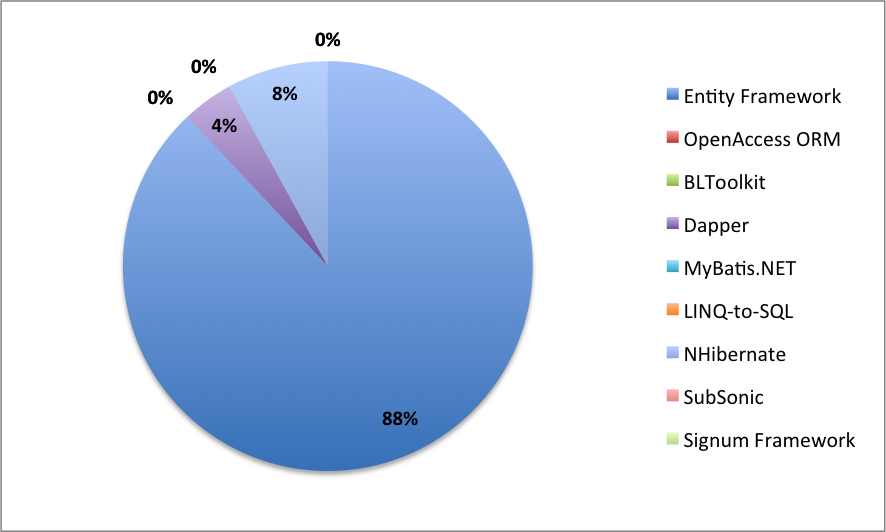 0%
0%
0%
8%
4%
88%
Entity Framework
OpenAccess ORM
BLToolkit
Dapper
MyBatis.NET
LINQ-to-SQL
NHibernate
SubSonic
Signum Framework